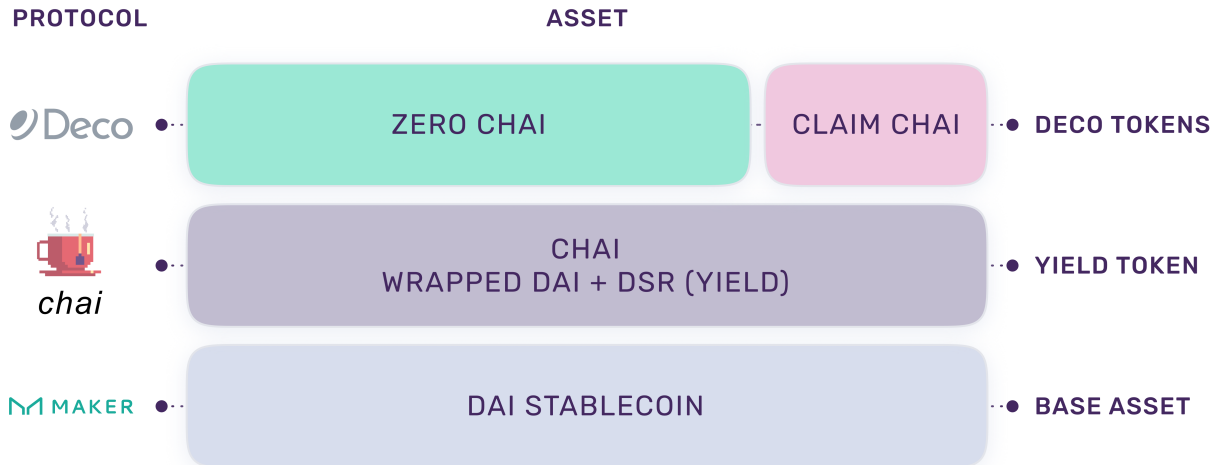 PROTOCOL ASSET
Deco ZERO CHAI CLAIM CHAI DECO TOKENS
CHAI
WRAPPED DAI + DSR (YIELD)
YIELD TOKEN
chai
MAKER DAI STABLECOIN BASE ASSET